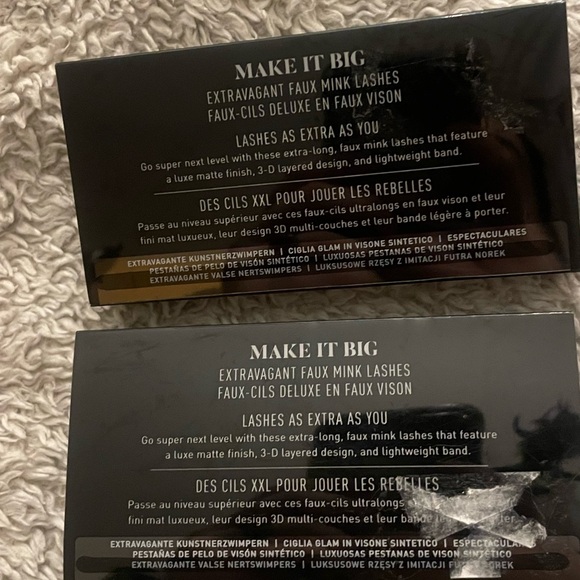 MAKE IT BIG
EXTRAVAGANT FAUX MINK LASHES
FAUX-CILS DELUXE EN FAUX VISON
LASHES AS EXTRA AS YOU
Go super next level with these extra-long, faux mink lashes that feature
a luxe matte finish, 3-D layered design, and lightweight band.
DES CILS XXL POUR JOUER LES REBELLES
Passe au niveau supérieur avec ces faux-cils ultralongs en faux vison et leur
fini mat luxueux, leur design 3D multi-couches et leur bande légère à porter.
EXTRAVAGANTE KUNSTNERZWIMPERN | CIGLIA GLAM IN VISONE SINTETICO | ESPECTACULARES
PESTAÑAS DE PELO DE VISÓN SINTÉTICO | LUXUOSAS PESTANAS DE VISON SINTÉTICO
EXTRAVAGANTE VALSE NERTSWIMPERS | LUKSUSOWE RZĘSY Z IMITACJI FUTRA NOREK
MAKE IT BIG
EXTRAVAGANT FAUX MINK LASHES
FAUX-CILS DELUXE EN FAUX VISON
LASHES AS EXTRA AS YOU
Go super next level with these extra-long, faux mink lashes that feature
a luxe matte finish, 3-D layered design, and lightweight band.
DES CILS XXL POUR JOUER LES REBELLES
Passe au niveau supérieur avec ces faux-cils ultralongs
fini mat luxueux, leur design 3D multi-couches et leur bande porter.
EXTRAVAGANTE KUNSTNERZWIMPERN | CIGLIA GLAM IN VISONE SINTETICO | ESPECTACULARES
PESTAÑAS DE PELO DE VISÓN SINTÉTICO | LUXUOSAS PESTANAS DE VISON SINTÉTICO
EXTRAVAGANTE VALSE NERTSWIMPERS | LUKSUSOWE RZĘSY Z IMITACJI FUTRA NOREK